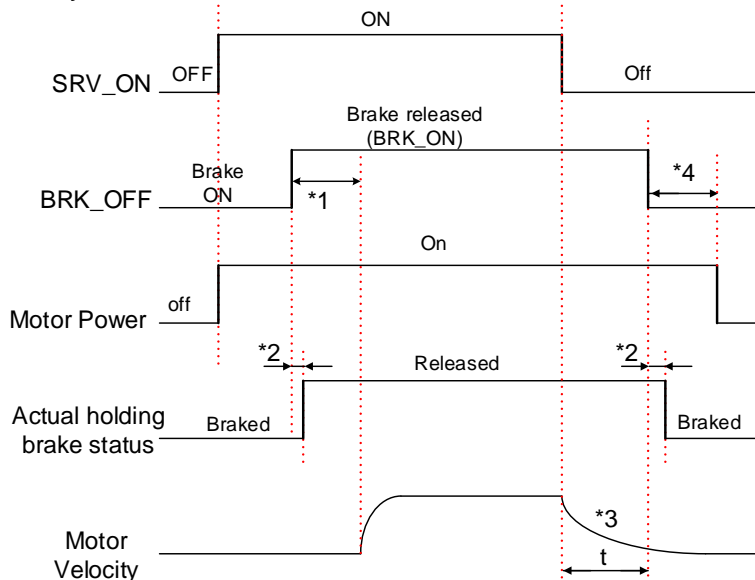 ON
SRV_ON
OFF
Off
Brake released
(BRK_ON)
Brake
ON
BRK_OFF
*1
*4
On
off
Motor Power
*2
Released
*2
Actual holding
brake status
Braked
Braked
*3
Motor
Velocity
t